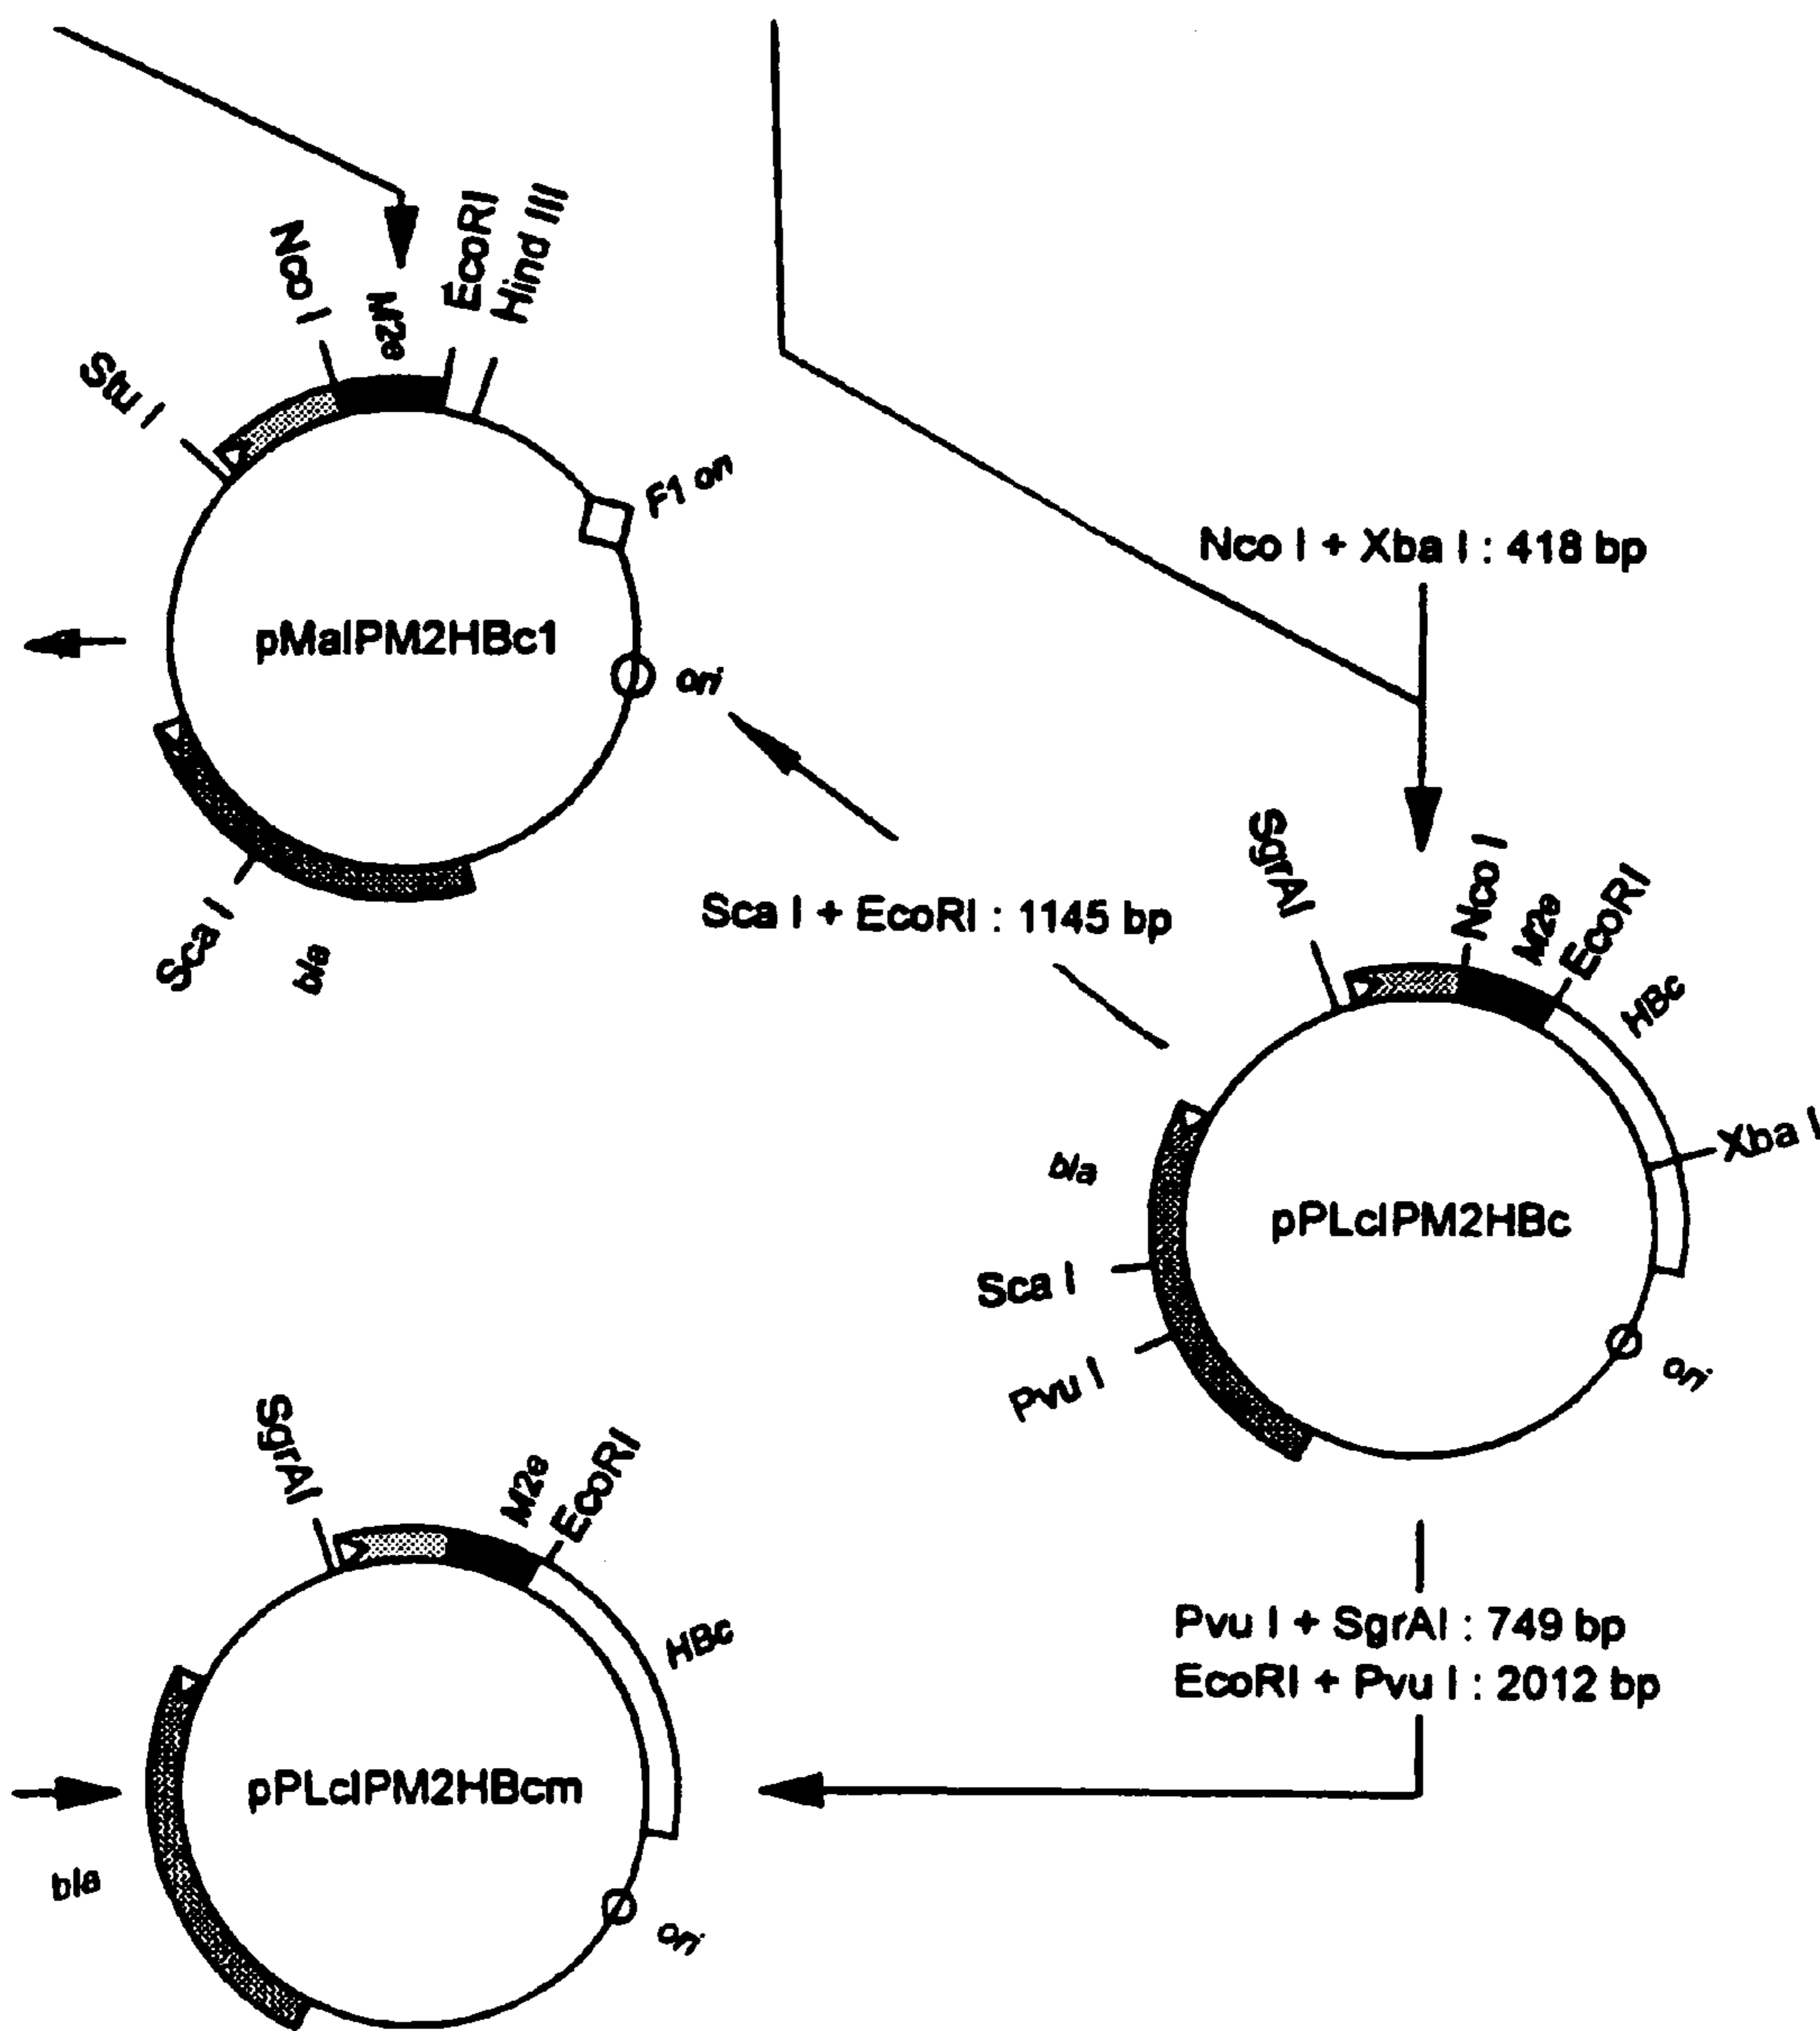 Nco I
M2e
EcoRI
Hind III
Stu I
F1 ori
pMaIPM2HBc1
ori
Sca I
bla
Nco I + Xba I : 418 bp
Sca I + EcoRI : 1145 bp
SgrAI
Nco I
M2e
EcoRI
HBc
Xba I
bla
pPLcIPM2HBc
Sca I
Pvu I
ori
SgrAI
M2e
EcoRI
HBc
Pvu I + SgrAI : 749 bp
EcoRI + Pvu I : 2012 bp
pPLcIPM2HBcm
bla
ori